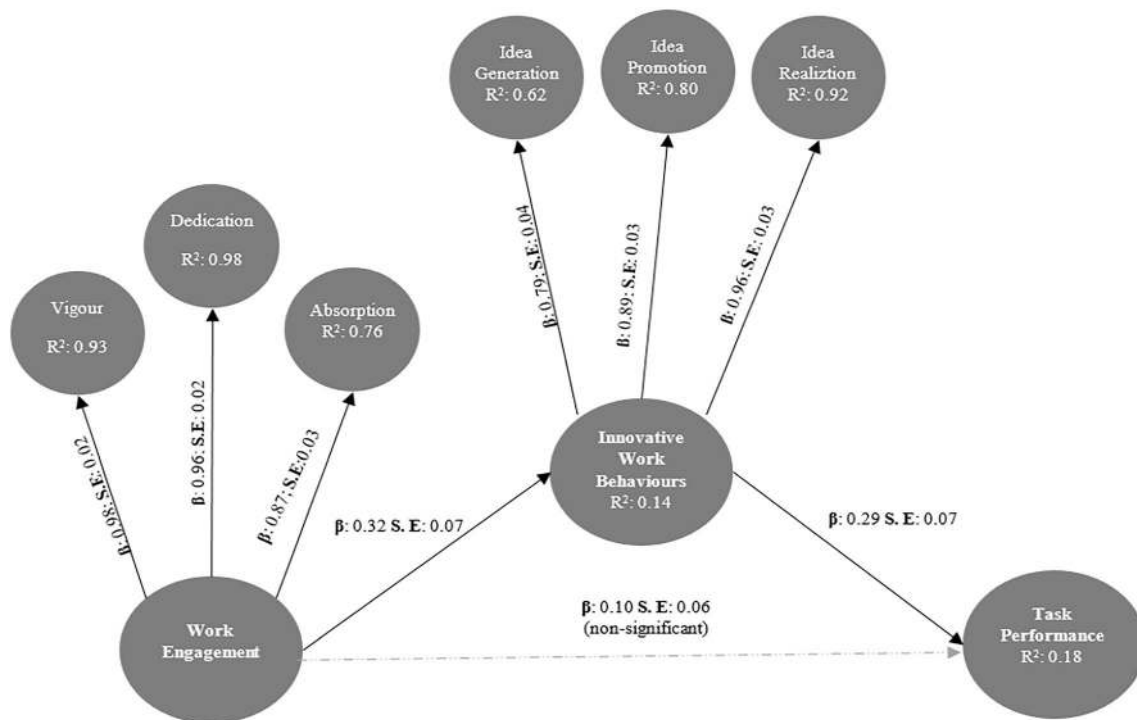 Idea
Generation
R²: 0.62
Idea
Promotion
R²: 0.80
Idea
Realiztion
R²: 0.92
Dedication
R²: 0.98
Vigour
R²: 0.93
Absorption
R²: 0.76
β: 0.79: S.E: 0.04
β: 0.89: S.E: 0.03
β: 0.96: S.E: 0.03
β: 0.98: S.E: 0.02
β: 0.96: S.E: 0.02
β: 0.87; S.E:0.03
Innovative
Work
Behaviours
R²: 0.14
β: 0.32 S. E: 0.07
β: 0.29 S. E: 0.07
Work
Engagement
β: 0.10 S. E: 0.06
(non-significant)
Task
Performance
R²: 0.18